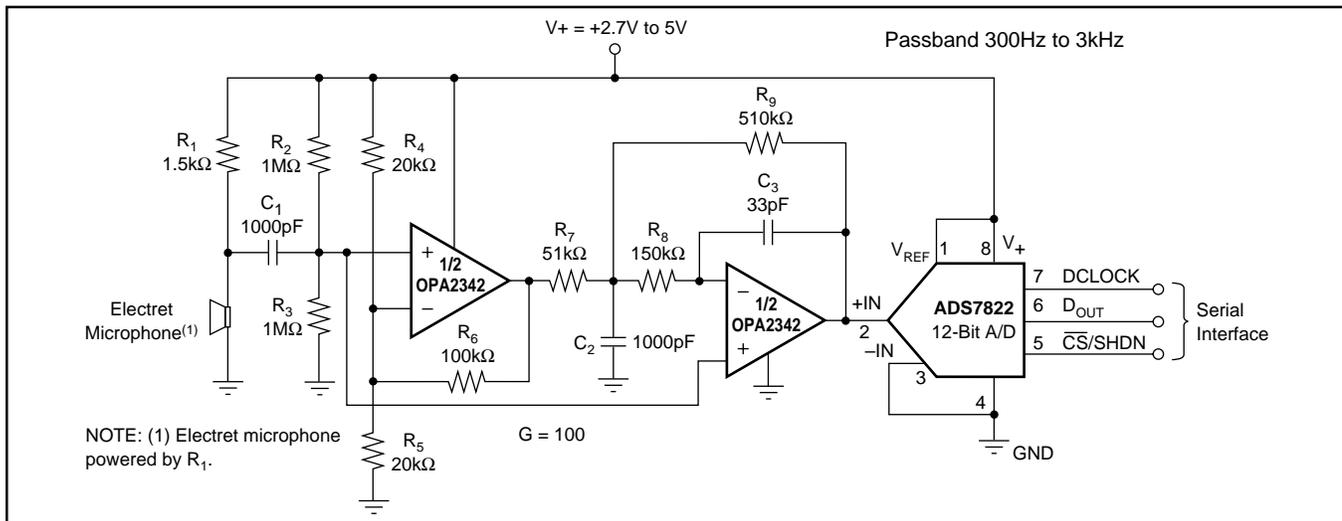 V+ = +2.7V to 5V
Passband 300Hz to 3kHz
R1
1.5kΩ
R2
1MΩ
R4
20kΩ
R9
510kΩ
C3
33pF
C1
1000pF
R7
51kΩ
R8
150kΩ
+
1/2
OPA2342
–
–
1/2
OPA2342
+
VREF
1
8
V+
7
DCLOCK
6
DOUT
5
CS/SHDN
ADS7822
12-Bit A/D
+IN
2
–IN
3
4
Serial
Interface
Electret
Microphone(1)
R3
1MΩ
R6
100kΩ
C2
1000pF
R5
20kΩ
G = 100
GND
NOTE: (1) Electret microphone
powered by R1.